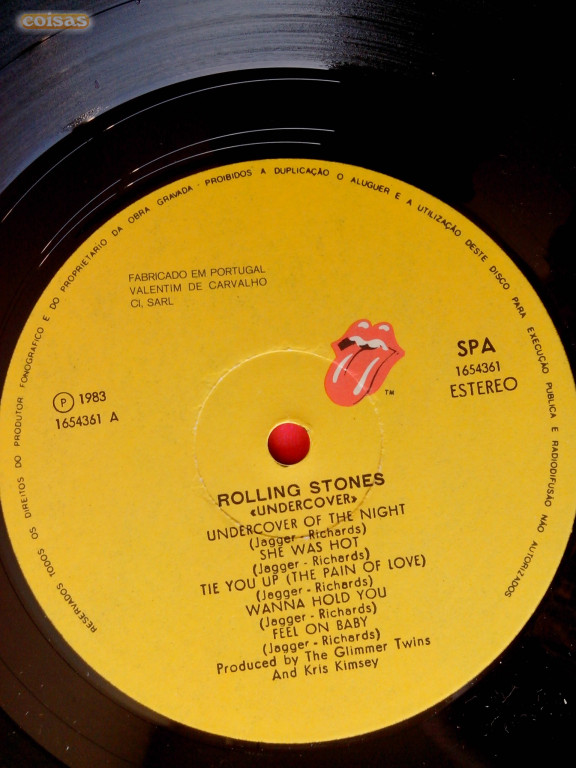 coisas
RESERVADOS TODOS OS DIREITOS DO PRODUTOR FONOGRAFICO E DO PROPRIETARIO DA OBRA GRAVADA - PROIBIDOS A DUPLICAÇÃO O ALUGUER E A UTILIZAÇÃO DESTE DISCO PARA EXECUÇÃO PUBLICA E RADIODIFUSÃO NÃO AUTORIZADOS
FABRICADO EM PORTUGAL
VALENTIM DE CARVALHO
CI, SARL
SPA
1654361
ESTEREO
TM
P 1983
1654361 A
ROLLING STONES
«UNDERCOVER»
UNDERCOVER OF THE NIGHT
(Jagger - Richards)
SHE WAS HOT
(Jagger - Richards)
TIE YOU UP (THE PAIN OF LOVE)
(Jagger - Richards)
WANNA HOLD YOU
(Jagger - Richards)
FEEL ON BABY
(Jagger - Richards)
Produced by The Glimmer Twins
And Kris Kimsey